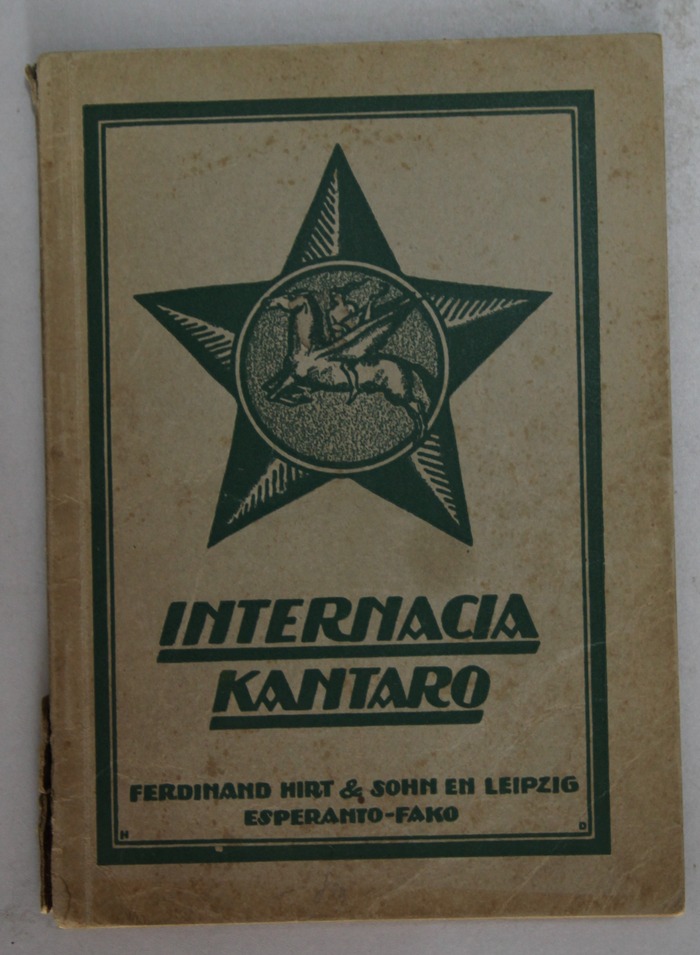 INTERNACIA
KANTARO
FERDINAND HIRT & SOHN EN LEIPZIG
ESPERANTO-FAKO
H D